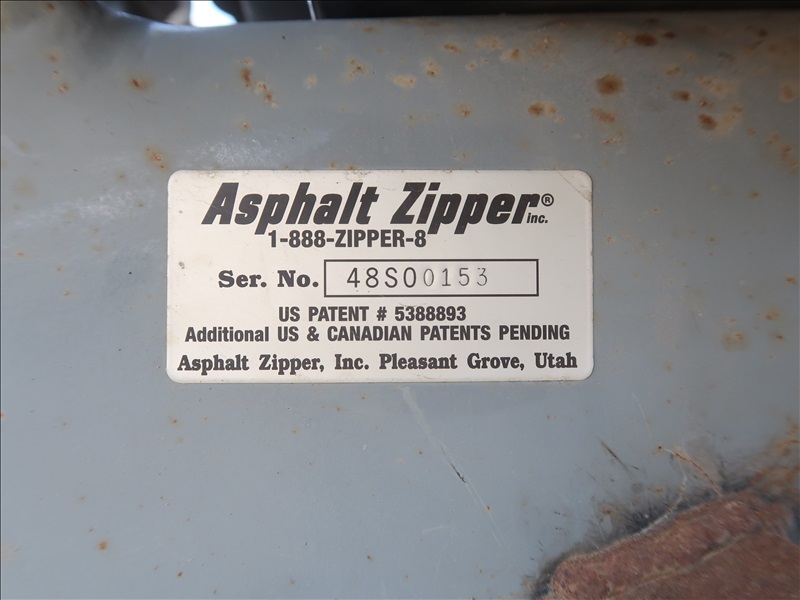 Asphalt Zipper® inc.
1-888-ZIPPER-8
Ser. No. 48S00153
US PATENT # 5388893
Additional US & CANADIAN PATENTS PENDING
Asphalt Zipper, Inc. Pleasant Grove, Utah